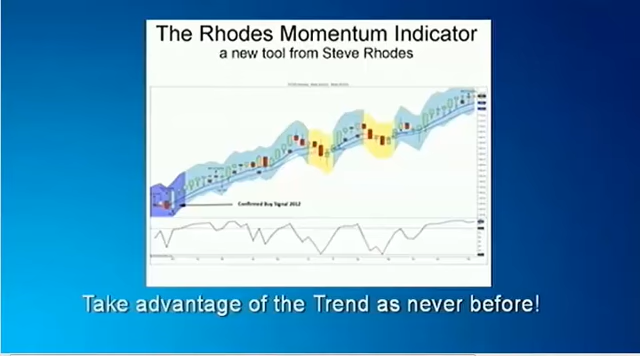 The Rhodes Momentum Indicator
a new tool from Steve Rhodes
Confirmed Buy Signal 2012
Take advantage of the Trend as never before!